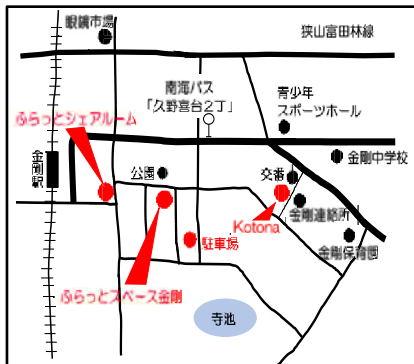 眼鏡市場
狭山富田林線
南海バス
「久野喜台2丁」
青少年
スポーツホール
ふらっとシェアルーム
金剛駅
公園
交番
金剛中学校
Kotona
金剛連絡所
駐車場
金剛保育園
ふらっとスペース金剛
寺池